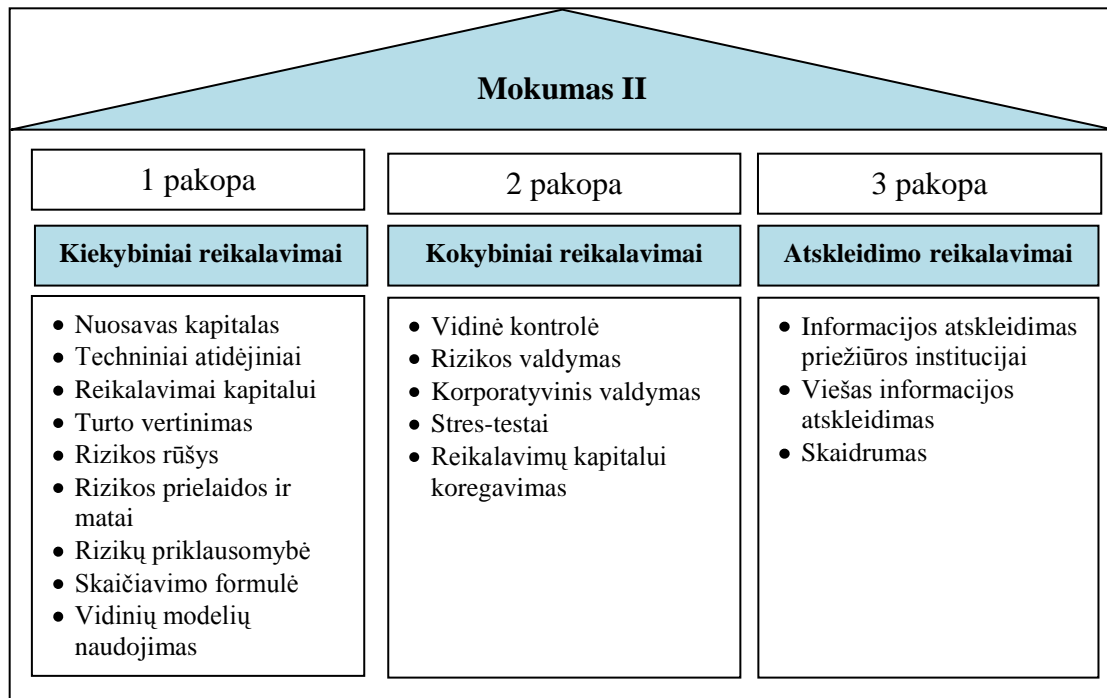 Mokumas II
1 pakopa
Kiekybiniai reikalavimai
• Nuosavas kapitalas
• Techniniai atidėjiniai
• Reikalavimai kapitalui
• Turto vertinimas
• Rizikos rūšys
• Rizikos prielaidos ir
matai
• Rizikų priklausomybė
• Skaičiavimo formulė
• Vidinių modelių
naudojimas
2 pakopa
Kokybiniai reikalavimai
• Vidinė kontrolė
• Rizikos valdymas
• Korporatyvinis valdymas
• Stres-testai
• Reikalavimų kapitalui
koregavimas
3 pakopa
Atskleidimo reikalavimai
• Informacijos atskleidimas
priežiūros institucijai
• Viešas informacijos
atskleidimas
• Skaidrumas